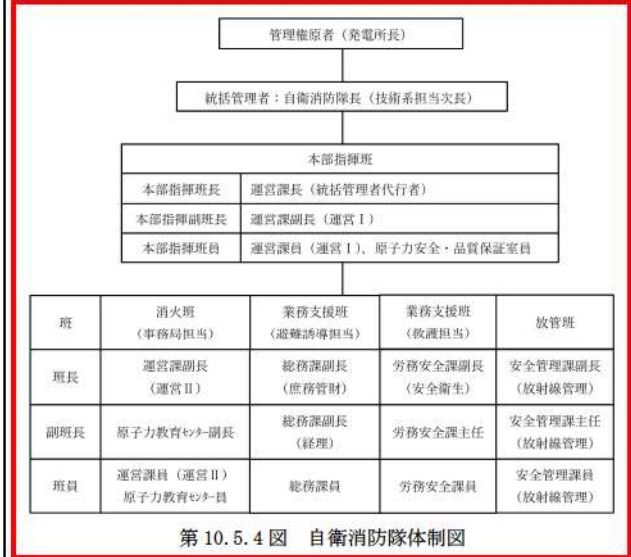 管理権原者（発電所長）
統括管理者：自衛消防隊長（技術系担当次長）
本部指揮班
本部指揮班長 運営課長（統括管理者代行者）
本部指揮副班長 運営課副長（運営Ⅰ）
本部指揮班員 運営課員（運営Ⅰ）、原子力安全・品質保証室員
班 消火班（事務局担当） 業務支援班（避難誘導担当） 業務支援班（救護担当） 放管班
班長 運営課副長（運営Ⅱ） 総務課副長（庶務管財） 労務安全課副長（安全衛生） 安全管理課副長（放射線管理）
副班長 原子力教育ｾﾝﾀｰ副長 総務課副長（経理） 労務安全課主任 安全管理課主任（放射線管理）
班員 運営課員（運営Ⅱ）原子力教育ｾﾝﾀｰ員 総務課員 労務安全課員 安全管理課員（放射線管理）
第 10.5.4 図　自衛消防隊体制図